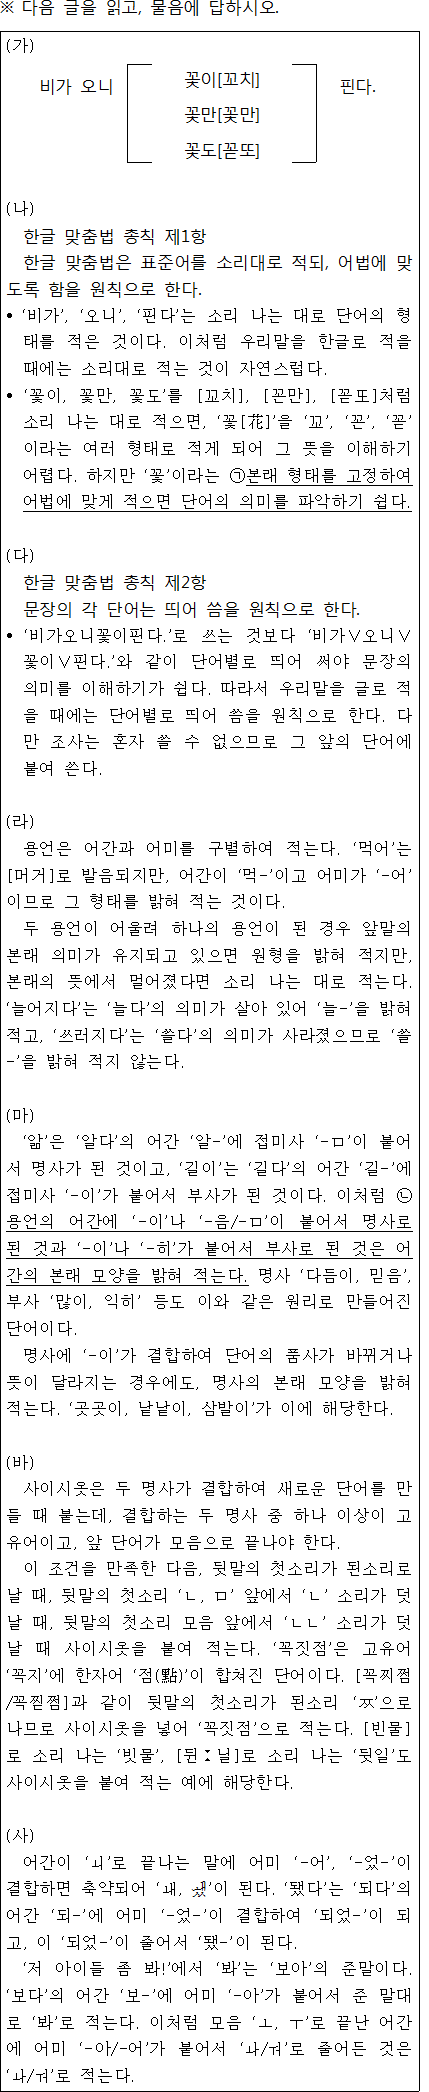 ※ 다음 글을 읽고, 물음에 답하시오.
(가)
꽃이[꼬치]
비가 오니
핀다.
꽃만[꽃만]
꽃도[꼳또]
(나)
한글 맞춤법 총칙 제1항
한글 맞춤법은 표준어를 소리대로 적되, 어법에 맞
도록 함을 원칙으로 한다.
• ‘비가’, ‘오니’, ‘핀다’는 소리 나는 대로 단어의 형
태를 적은 것이다. 이처럼 우리말을 한글로 적을
때에는 소리대로 적는 것이 자연스럽다.
• ‘꽃이, 꽃만, 꽃도’를 [꼬치], [꼰만], [꼳또]처럼
소리 나는 대로 적으면, ‘꽃[花]’을 ‘꼬’, ‘꼰’, ‘꼳’
이라는 여러 형태로 적게 되어 그 뜻을 이해하기
어렵다. 하지만 ‘꽃’이라는 ㉠본래 형태를 고정하여
어법에 맞게 적으면 단어의 의미를 파악하기 쉽다.
(다)
한글 맞춤법 총칙 제2항
문장의 각 단어는 띄어 씀을 원칙으로 한다.
• ‘비가오니꽃이핀다.’로 쓰는 것보다 ‘비가∨오니∨
꽃이∨핀다.’와 같이 단어별로 띄어 써야 문장의
의미를 이해하기가 쉽다. 따라서 우리말을 글로 적
을 때에는 단어별로 띄어 씀을 원칙으로 한다. 다
만 조사는 혼자 쓸 수 없으므로 그 앞의 단어에
붙여 쓴다.
(라)
용언은 어간과 어미를 구별하여 적는다. ‘먹어’는
[머거]로 발음되지만, 어간이 ‘먹-’이고 어미가 ‘-어’
이므로 그 형태를 밝혀 적는 것이다.
두 용언이 어울려 하나의 용언이 된 경우 앞말의
본래 의미가 유지되고 있으면 원형을 밝혀 적지만,
본래의 뜻에서 멀어졌다면 소리 나는 대로 적는다.
‘늘어지다’는 ‘늘다’의 의미가 살아 있어 ‘늘-’을 밝혀
적고, ‘쓰러지다’는 ‘쓸다’의 의미가 사라졌으므로 ‘쓸
-’을 밝혀 적지 않는다.
(마)
‘앎’은 ‘알다’의 어간 ‘알-’에 접미사 ‘-ㅁ’이 붙어
서 명사가 된 것이고, ‘길이’는 ‘길다’의 어간 ‘길-’에
접미사 ‘-이’가 붙어서 부사가 된 것이다. 이처럼 ㉡
용언의 어간에 ‘-이’나 ‘-음/-ㅁ’이 붙어서 명사로
된 것과 ‘-이’나 ‘-히’가 붙어서 부사로 된 것은 어
간의 본래 모양을 밝혀 적는다. 명사 ‘다듬이, 믿음’,
부사 ‘많이, 익히’ 등도 이와 같은 원리로 만들어진
단어이다.
명사에 ‘-이’가 결합하여 단어의 품사가 바뀌거나
뜻이 달라지는 경우에도, 명사의 본래 모양을 밝혀
적는다. ‘곳곳이, 낱낱이, 삼발이’가 이에 해당한다.
(바)
사이시옷은 두 명사가 결합하여 새로운 단어를 만
들 때 붙는데, 결합하는 두 명사 중 하나 이상이 고
유어이고, 앞 단어가 모음으로 끝나야 한다.
이 조건을 만족한 다음, 뒷말의 첫소리가 된소리로
날 때, 뒷말의 첫소리 ‘ㄴ, ㅁ’ 앞에서 ‘ㄴ’ 소리가 덧
날 때, 뒷말의 첫소리 모음 앞에서 ‘ㄴㄴ’ 소리가 덧
날 때 사이시옷을 붙여 적는다. ‘꼭짓점’은 고유어
‘꼭지’에 한자어 ‘점(點)’이 합쳐진 단어이다. [꼭찌쩜
/꼭찓쩜]과 같이 뒷말의 첫소리가 된소리 ‘ㅉ’으로
나므로 사이시옷을 넣어 ‘꼭짓점’으로 적는다. [빈물]
로 소리 나는 ‘빗물’, [뒨ː닐]로 소리 나는 ‘뒷일’도
사이시옷을 붙여 적는 예에 해당한다.
(사)
어간이 ‘ㅚ’로 끝나는 말에 어미 ‘-어’, ‘-었-’이
결합하면 축약되어 ‘ㅙ, ㅙㅆ’이 된다. ‘됐다’는 ‘되다’의
어간 ‘되-’에 어미 ‘-었-’이 결합하여 ‘되었-’이 되
고, 이 ‘되었-’이 줄어서 ‘됐-’이 된다.
‘저 아이들 좀 봐!’에서 ‘봐’는 ‘보아’의 준말이다.
‘보다’의 어간 ‘보-’에 어미 ‘-아’가 붙어서 준 말대
로 ‘봐’로 적는다. 이처럼 모음 ‘ㅗ, ㅜ’로 끝난 어간
에 어미 ‘-아/-어’가 붙어서 ‘ㅘ/ㅝ’로 줄어든 것은
‘ㅘ/ㅝ’로 적는다.